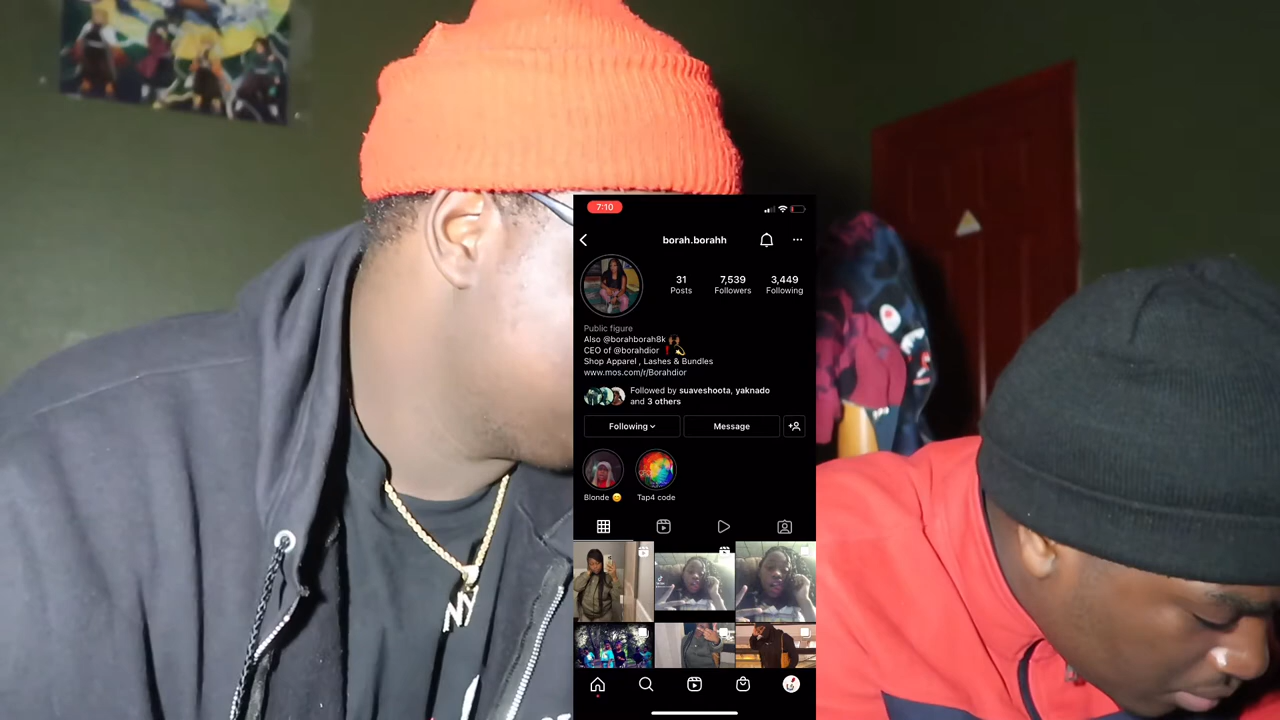 7:10
borah.borahh
31
7,539
3,449
Posts
Followers
Following
Public figure
Also @borahborah8k
CEO of @borahdior
Shop Apparel , Lashes & Bundles
www.mos.com/r/Borahdior
Followed by suaveshoota, yaknado
and 3 others
Following
Message
Blonde 😊
Tap4 code
NY